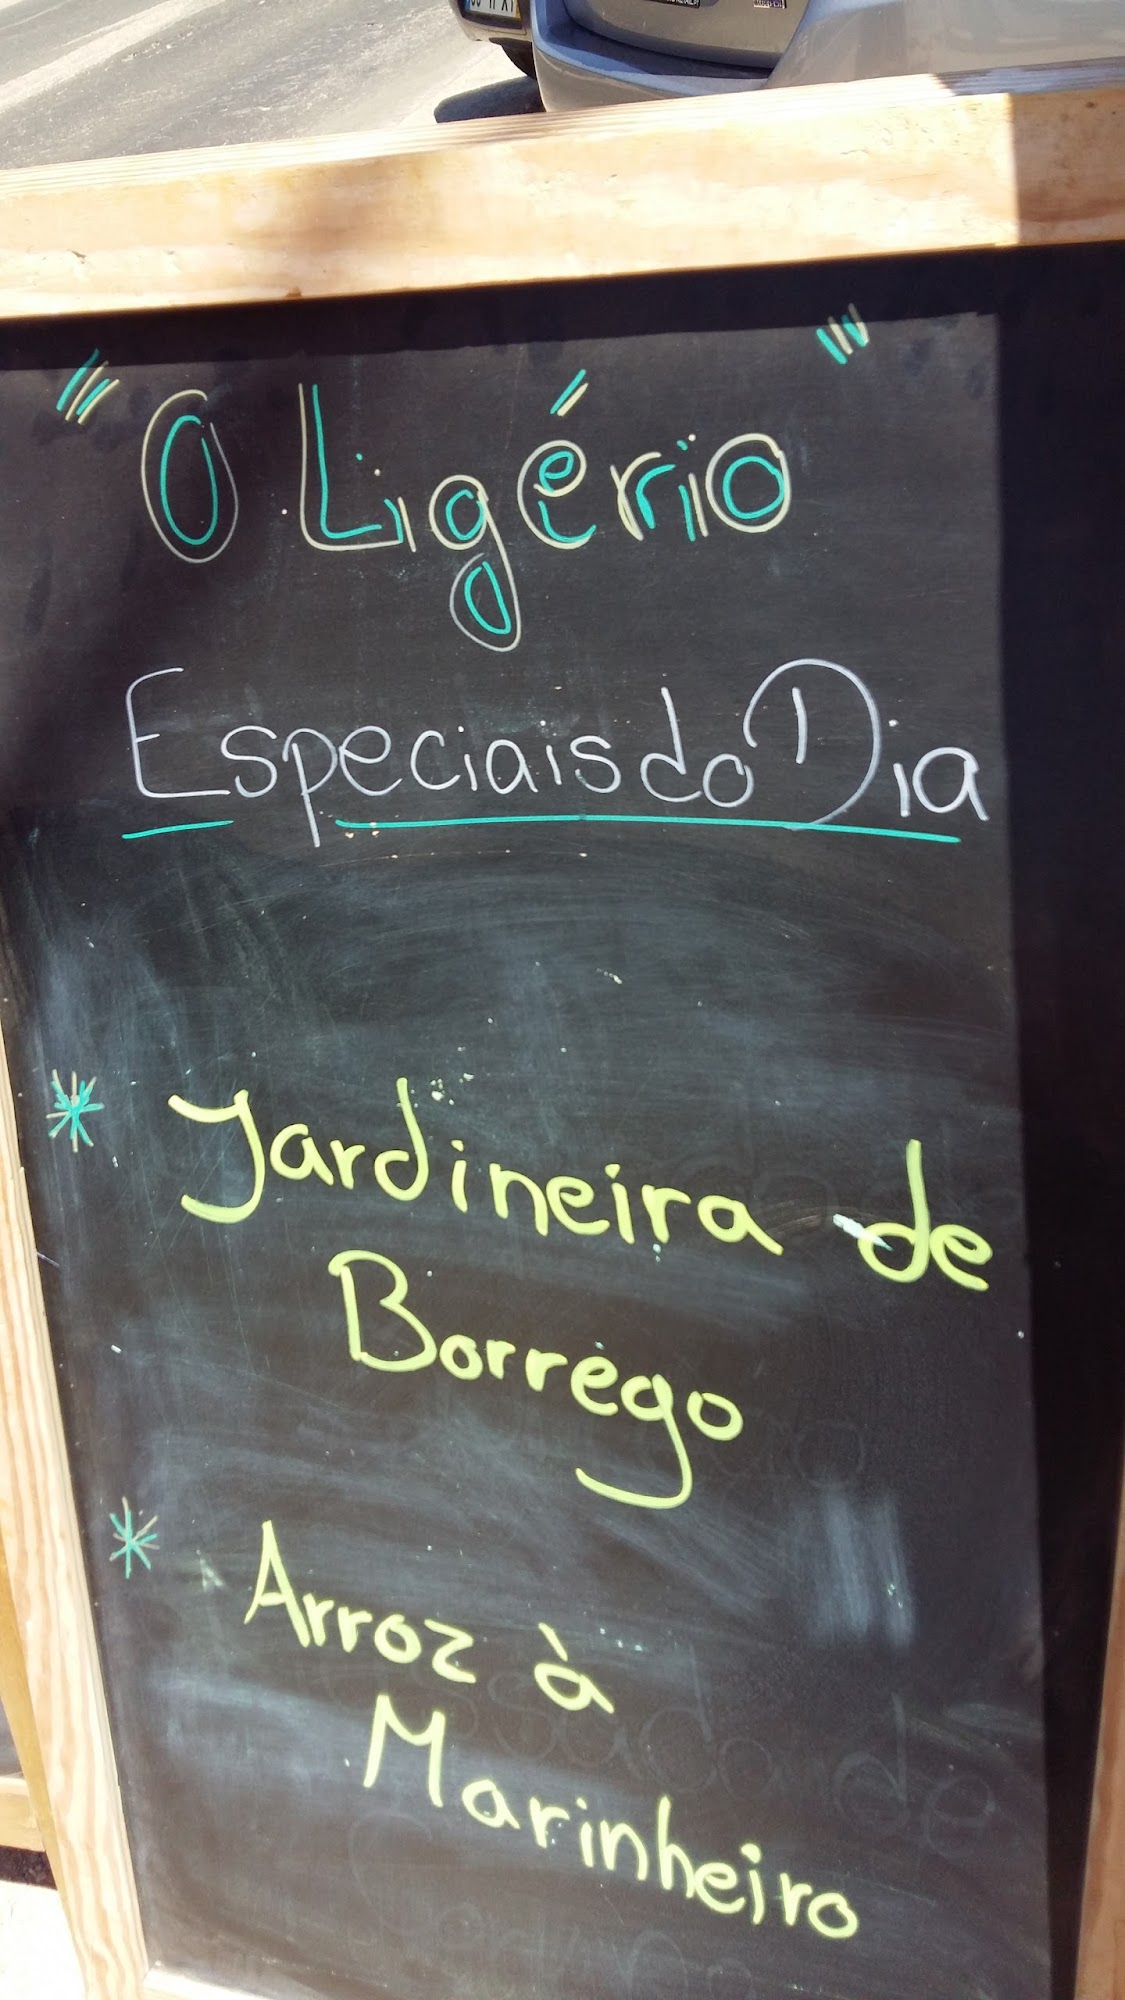 "O Ligério"
Especiais do Dia
* Jardineira de
Borrego
* Arroz à
Marinheiro